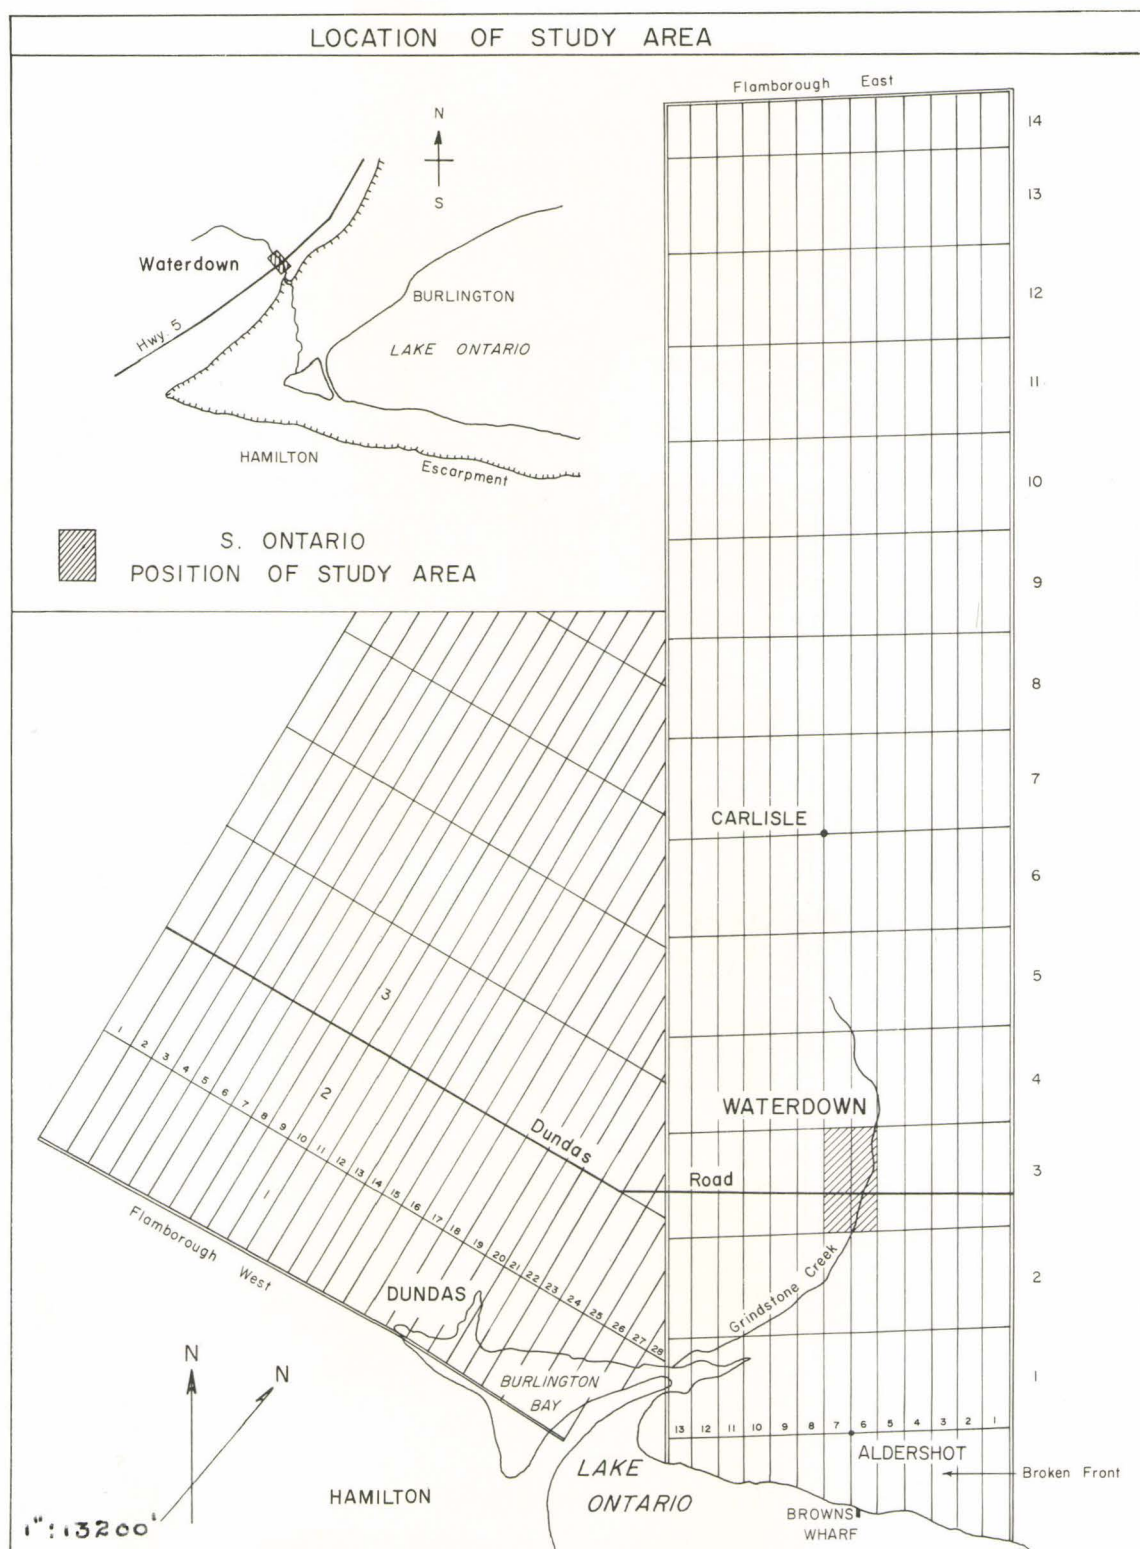 LOCATION OF STUDY AREA
Flamborough East
N
S
Waterdown
Hwy. 5
BURLINGTON
LAKE ONTARIO
HAMILTON
Escarpment
S. ONTARIO
POSITION OF STUDY AREA
14
13
12
11
10
9
8
7
6
5
4
3
2
1
CARLISLE
WATERDOWN
Dundas Road
Grindstone Creek
3
2
1
1 2 3 4 5 6 7 8 9 10 11 12 13 14 15 16 17 18 19 20 21 22 23 24 25 26 27 28
Flamborough West
DUNDAS
BURLINGTON
BAY
13 12 11 10 9 8 7 6 5 4 3 2 1
ALDERSHOT
Broken Front
LAKE
ONTARIO
HAMILTON
BROWNS
WHARF
N
N
1":13200'